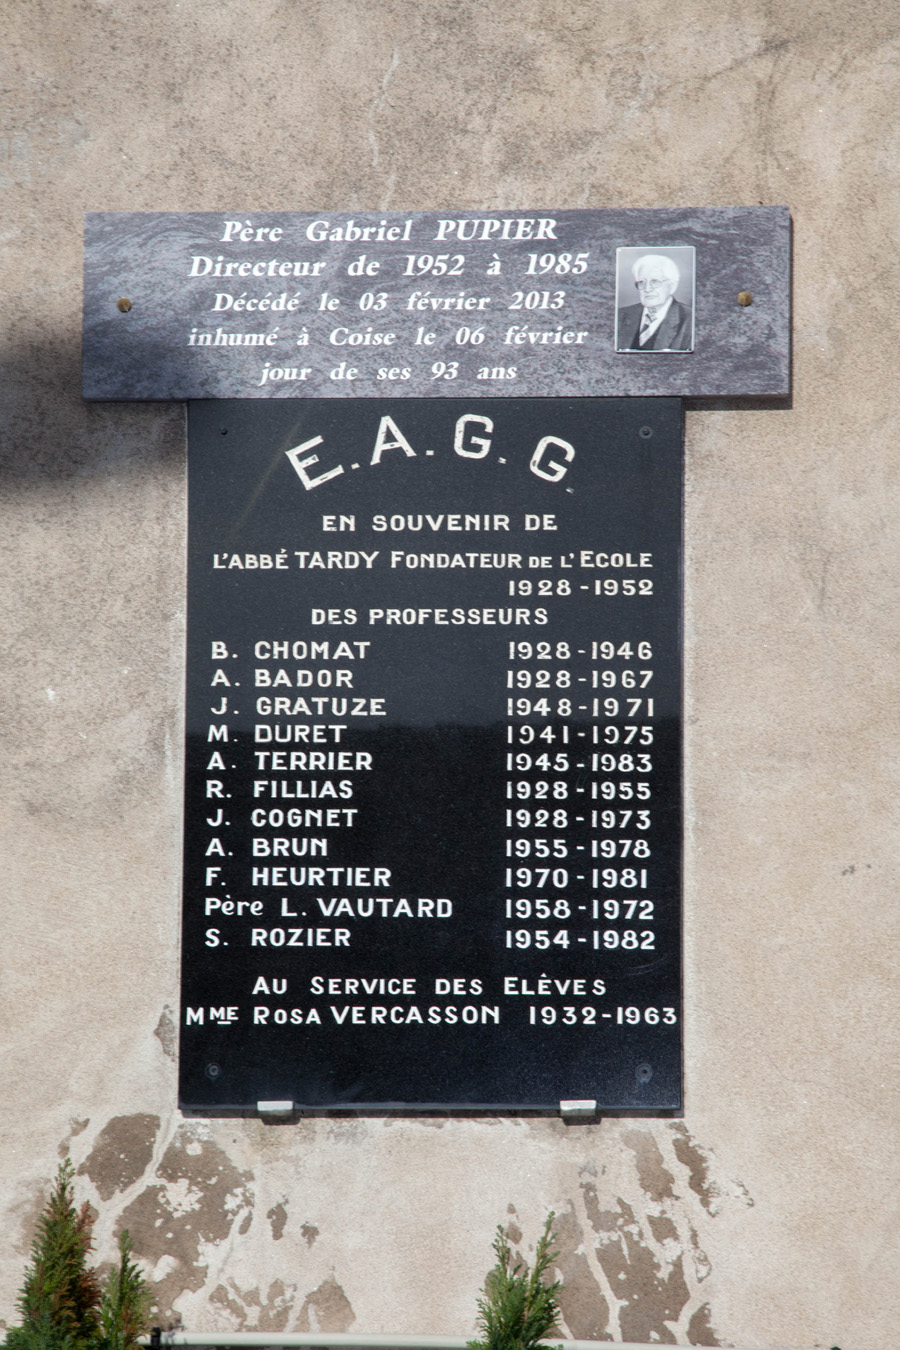 Père Gabriel PUPIER
Directeur de 1952 à 1985
Décédé le 03 février 2013
inhumé à Coise le 06 février
jour de ses 93 ans
E.A.G.G
EN SOUVENIR DE
L'ABBÉ TARDY FONDATEUR DE L'ECOLE
1928-1952
DES PROFESSEURS
B. CHOMAT 1928-1946
A. BADOR 1928-1967
J. GRATUZE 1948-1971
M. DURET 1941-1975
A. TERRIER 1945-1983
R. FILLIAS 1928-1955
J. COGNET 1928-1973
A. BRUN 1955-1978
F. HEURTIER 1970-1981
Père L. VAUTARD 1958-1972
S. ROZIER 1954-1982
AU SERVICE DES ELÈVES
MME ROSA VERCASSON 1932-1963